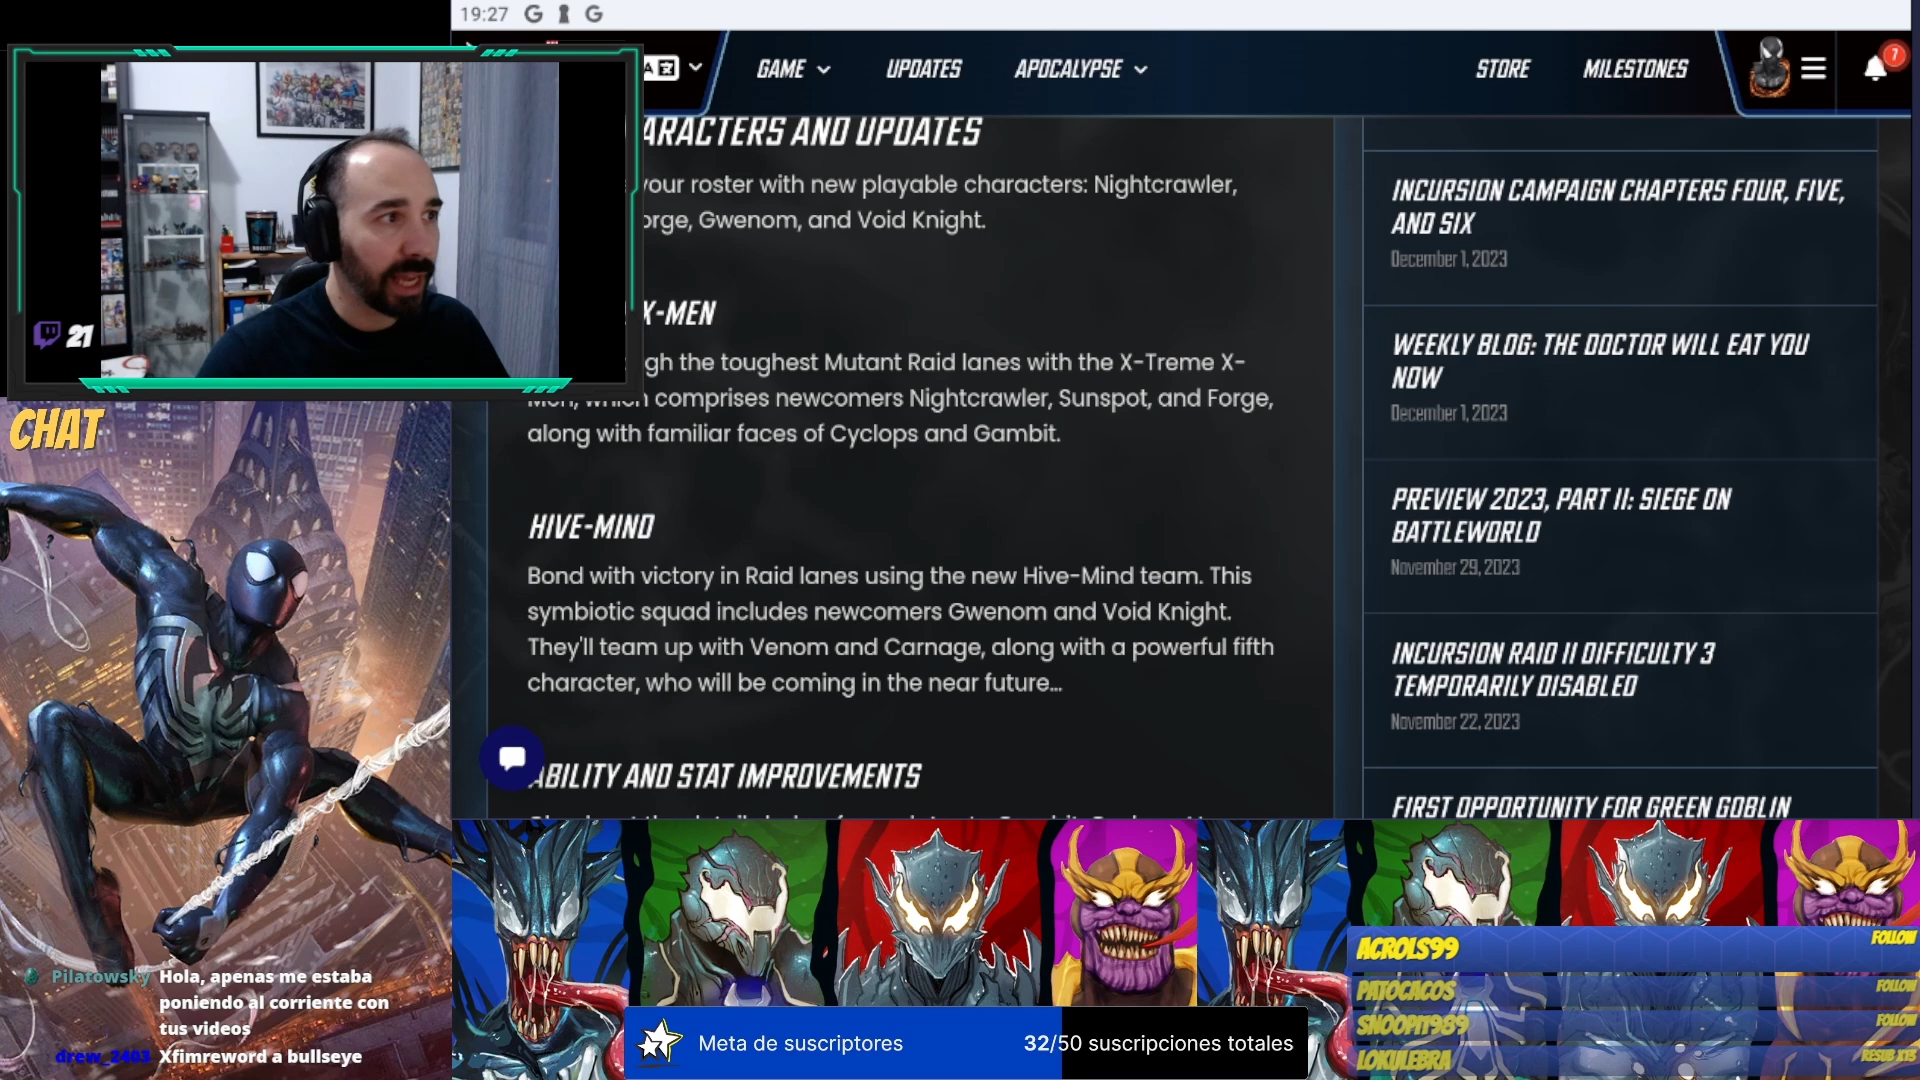 19:27
GAME
UPDATES
APOCALYPSE
STORE
MILESTONES
7
ARACTERS AND UPDATES
your roster with new playable characters: Nightcrawler,
orge, Gwenom, and Void Knight.
X-MEN
gh the toughest Mutant Raid lanes with the X-Treme X-
Men, which comprises newcomers Nightcrawler, Sunspot, and Forge,
along with familiar faces of Cyclops and Gambit.
HIVE-MIND
Bond with victory in Raid lanes using the new Hive-Mind team. This
symbiotic squad includes newcomers Gwenom and Void Knight.
They'll team up with Venom and Carnage, along with a powerful fifth
character, who will be coming in the near future...
ABILITY AND STAT IMPROVEMENTS
INCURSION CAMPAIGN CHAPTERS FOUR, FIVE,
AND SIX
December 1, 2023
WEEKLY BLOG: THE DOCTOR WILL EAT YOU
NOW
December 1, 2023
PREVIEW 2023, PART II: SIEGE ON
BATTLEWORLD
November 29, 2023
INCURSION RAID II DIFFICULTY 3
TEMPORARILY DISABLED
November 22, 2023
FIRST OPPORTUNITY FOR GREEN GOBLIN
21
CHAT
Pilatowsky Hola, apenas me estaba
poniendo al corriente con
tus videos
drew_2403 Xfimreword a bullseye
Meta de suscriptores
32/50 suscripciones totales
ACROLS99 FOLLOW
PATOCACOS FOLLOW
SNOOPIT989 FOLLOW
LOKULEBRA RESUB X13